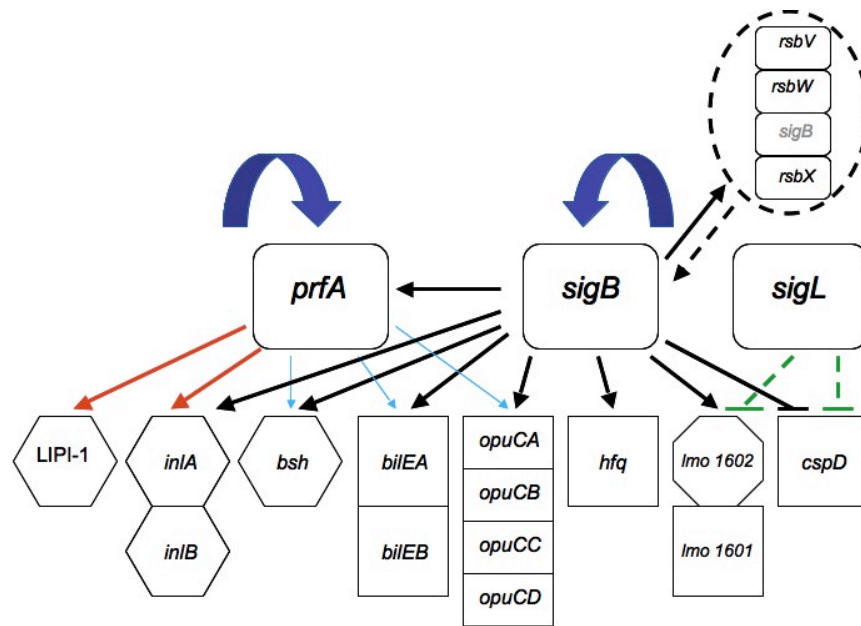 rsbV
rsbW
sigB
rsbX
prfA
sigB
sigL
LIPI-1
inlA
inlB
bsh
bilEA
bilEB
opuCA
opuCB
opuCC
opuCD
hfq
lmo 1602
lmo 1601
cspD